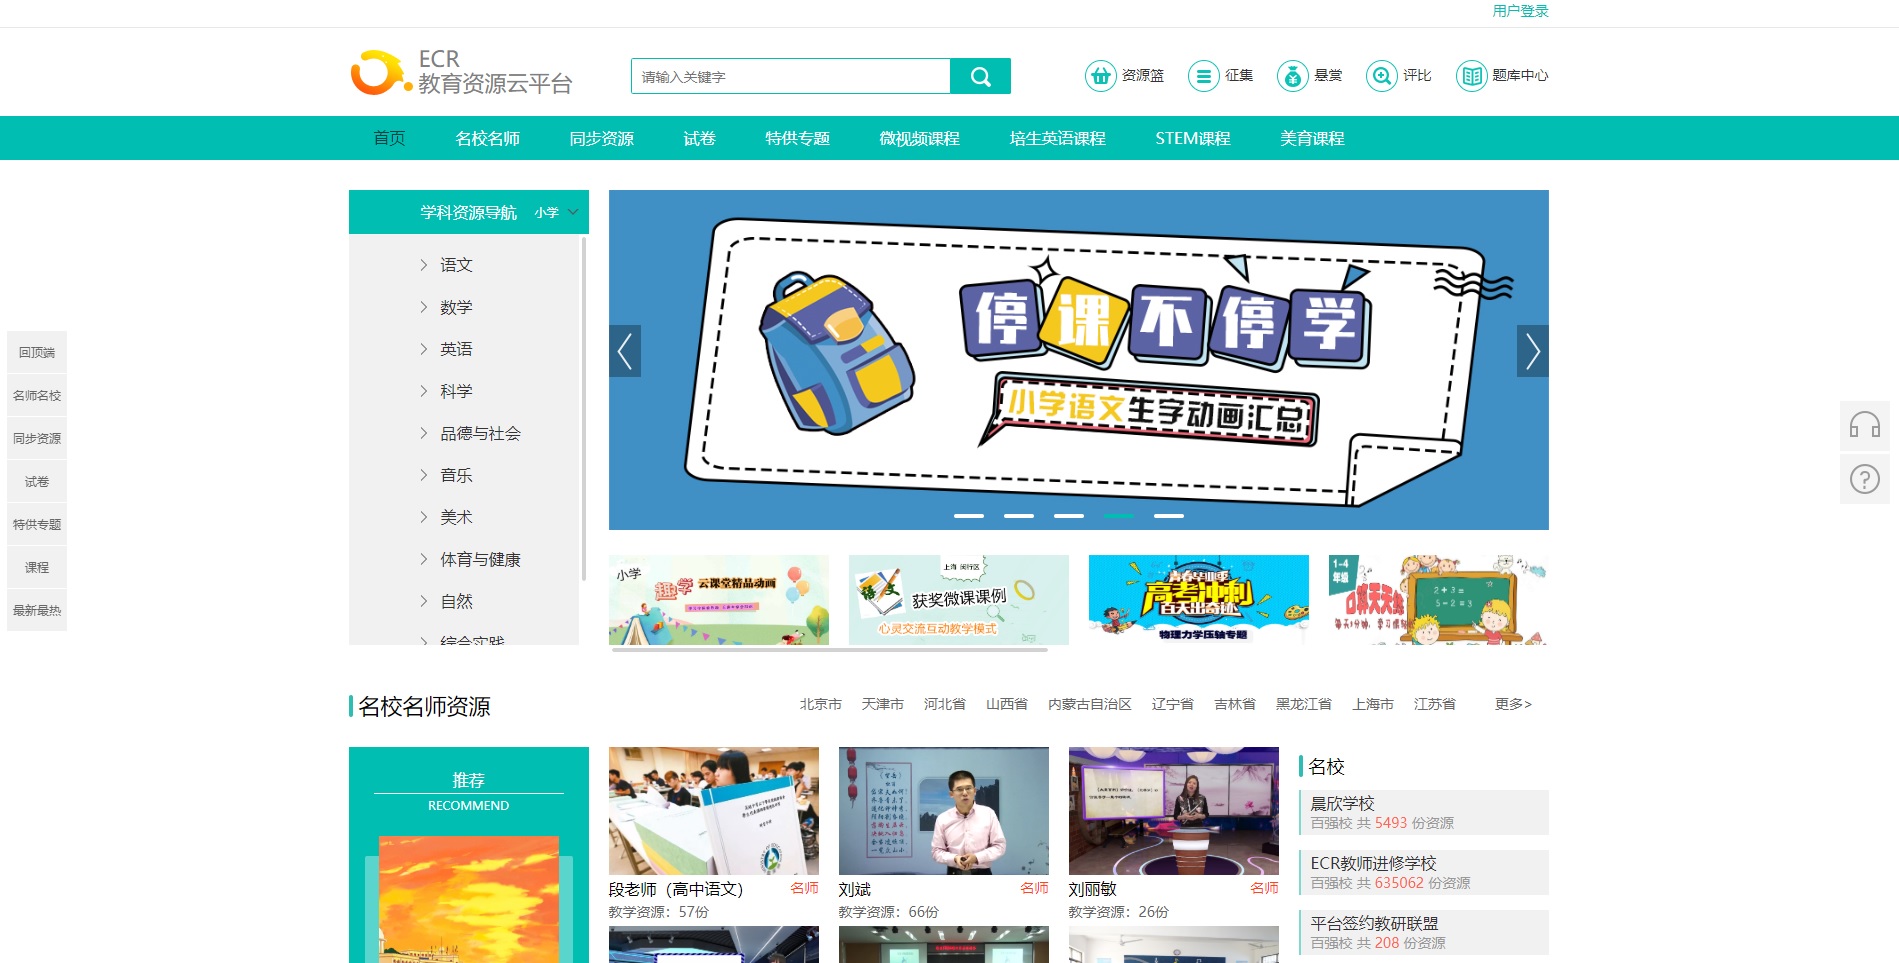 用户登录
ECR
教育资源云平台
请输入关键字
资源篮
征集
悬赏
评比
题库中心
首页 名校名师 同步资源 试卷 特供专题 微视频课程 培生英语课程 STEM课程 美育课程
学科资源导航 小学
语文
数学
英语
科学
品德与社会
音乐
美术
体育与健康
自然
综合实践
回顶端
名师名校
同步资源
试卷
特供专题
课程
最新最热
停课不停学
小学语文生字动画汇总
小学
趣学 云课堂精品动画
上海 闵行区
语文
获奖微课课例
心灵交流互动教学模式
青春毕业季
高考冲刺
百天出奇迹
物理力学压轴专题
1-4
年级
口算天天练
2+3=
5-2=3
名校名师资源
北京市 天津市 河北省 山西省 内蒙古自治区 辽宁省 吉林省 黑龙江省 上海市 江苏省 更多>
推荐
RECOMMEND
段老师（高中语文） 名师
教学资源：57份
刘斌 名师
教学资源：66份
刘丽敏 名师
教学资源：26份
名校
晨欣学校
百强校 共 5493 份资源
ECR教师进修学校
百强校 共 635062 份资源
平台签约教研联盟
百强校 共 208 份资源